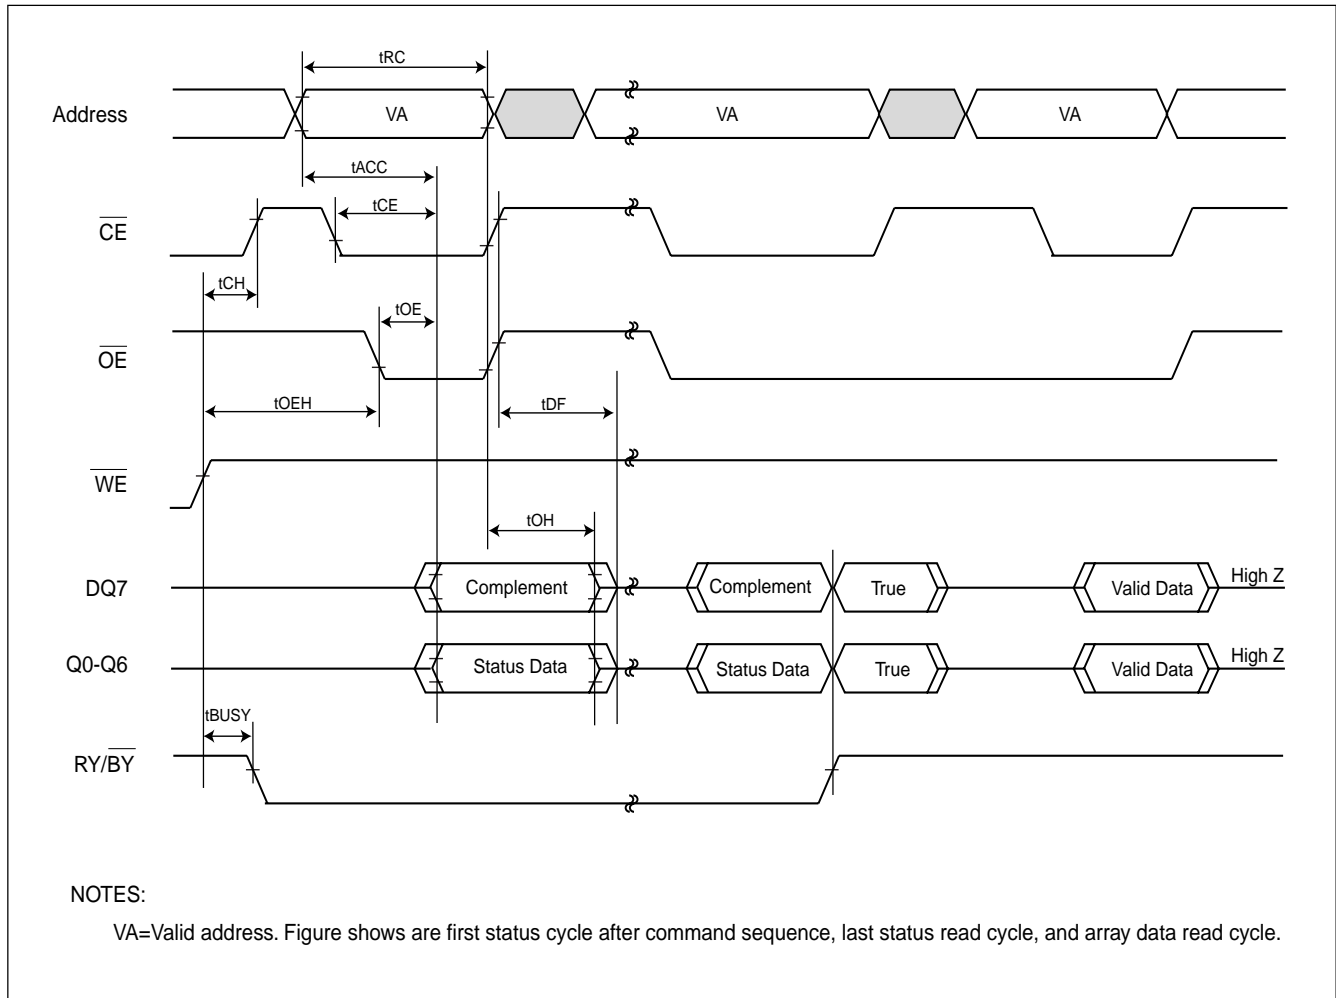 tRC
Address VA VA VA
tACC
tCE
CE
tCH
tOE
OE
tOEH tDF
WE
tOH
DQ7 Complement Complement True Valid Data High Z
Q0-Q6 Status Data Status Data True Valid Data High Z
tBUSY
RY/BY
NOTES:
VA=Valid address. Figure shows are first status cycle after command sequence, last status read cycle, and array data read cycle.